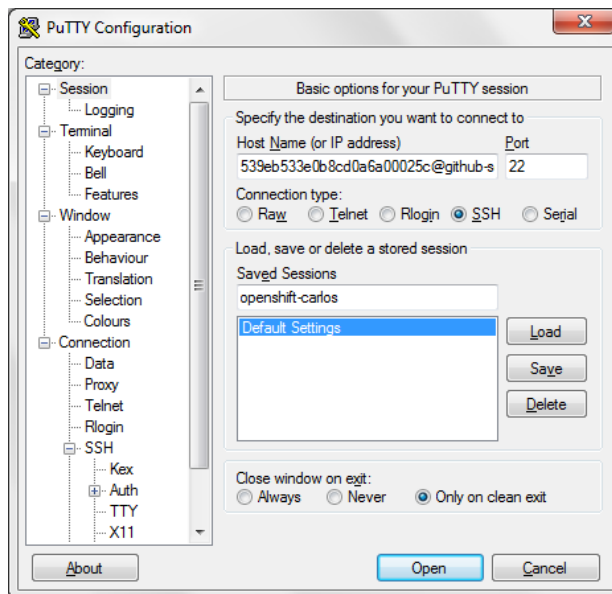 PuTTY Configuration
Category:
Session
Logging
Terminal
Keyboard
Bell
Features
Window
Appearance
Behaviour
Translation
Selection
Colours
Connection
Data
Proxy
Telnet
Rlogin
SSH
Kex
Auth
TTY
X11
Basic options for your PuTTY session
Specify the destination you want to connect to
Host Name (or IP address) Port
539eb533e0b8cd0a6a00025c@github-s 22
Connection type:
Raw Telnet Rlogin SSH Serial
Load, save or delete a stored session
Saved Sessions
openshift-carlos
Default Settings
Load
Save
Delete
Close window on exit:
Always Never Only on clean exit
About Open Cancel